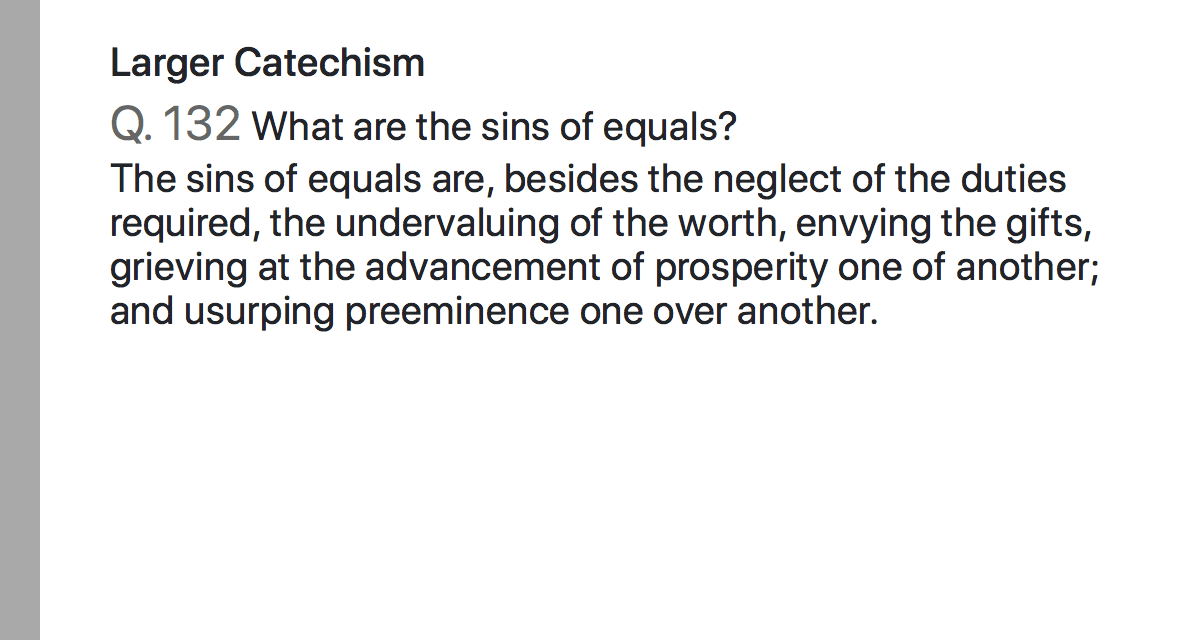 Larger Catechism
Q. 132 What are the sins of equals?
The sins of equals are, besides the neglect of the duties
required, the undervaluing of the worth, envying the gifts,
grieving at the advancement of prosperity one of another;
and usurping preeminence one over another.